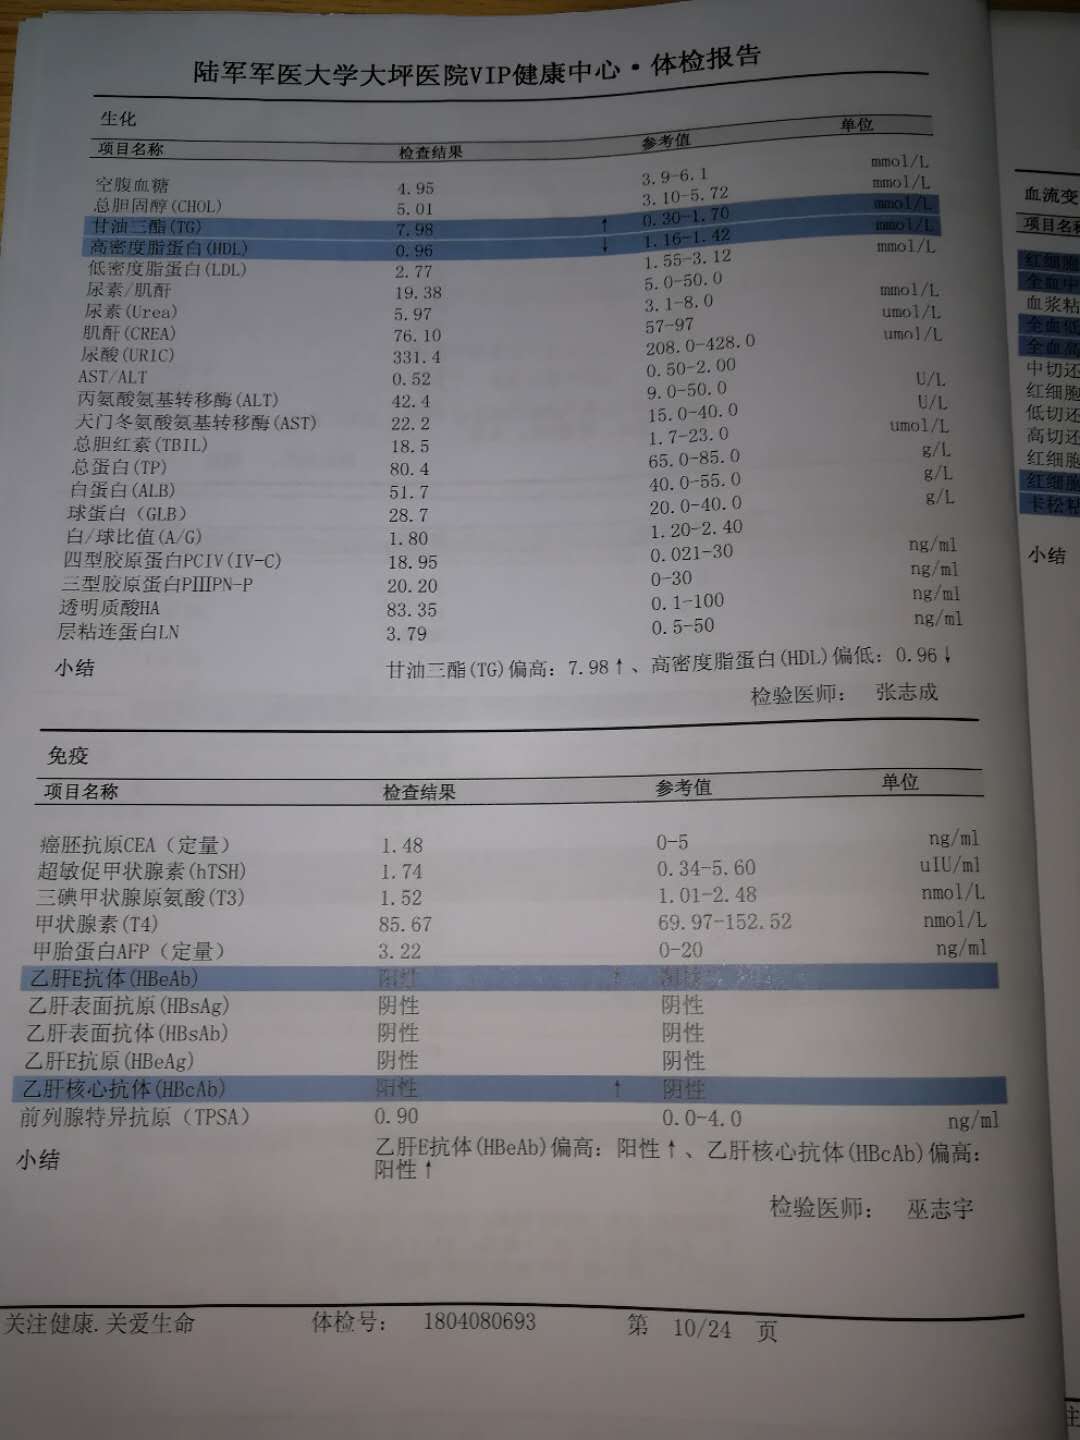 陆军军医大学大坪医院VIP健康中心·体检报告
生化
项目名称 检查结果 参考值 单位
空腹血糖 4.95 3.9-6.1 mmol/L
总胆固醇(CHOL) 5.01 3.10-5.72 mmol/L
甘油三酯(TG) 7.98 ↑ 0.30-1.70 mmol/L
高密度脂蛋白(HDL) 0.96 ↓ 1.16-1.42 mmol/L
低密度脂蛋白(LDL) 2.77 1.55-3.12 mmol/L
尿素/肌酐 19.38 5.0-50.0
尿素(Urea) 5.97 3.1-8.0 mmol/L
肌酐(CREA) 76.10 57-97 umol/L
尿酸(URIC) 331.4 208.0-428.0 umol/L
AST/ALT 0.52 0.50-2.00
丙氨酸氨基转移酶(ALT) 42.4 9.0-50.0 U/L
天门冬氨酸氨基转移酶(AST) 22.2 15.0-40.0 U/L
总胆红素(TBIL) 18.5 1.7-23.0 umol/L
总蛋白(TP) 80.4 65.0-85.0 g/L
白蛋白(ALB) 51.7 40.0-55.0 g/L
球蛋白（GLB） 28.7 20.0-40.0 g/L
白/球比值(A/G) 1.80 1.20-2.40
四型胶原蛋白PCIV(IV-C) 18.95 0.021-30 ng/ml
三型胶原蛋白PⅢPN-P 20.20 0-30 ng/ml
透明质酸HA 83.35 0.1-100 ng/ml
层粘连蛋白LN 3.79 0.5-50 ng/ml
小结 甘油三酯(TG)偏高: 7.98↑、高密度脂蛋白(HDL)偏低: 0.96↓
检验医师: 张志成
免疫
项目名称 检查结果 参考值 单位
癌胚抗原CEA（定量） 1.48 0-5 ng/ml
超敏促甲状腺素(hTSH) 1.74 0.34-5.60 uIU/ml
三碘甲状腺原氨酸(T3) 1.52 1.01-2.48 nmol/L
甲状腺素(T4) 85.67 69.97-152.52 nmol/L
甲胎蛋白AFP（定量） 3.22 0-20 ng/ml
乙肝E抗体(HBeAb) 阳性 ↑
乙肝表面抗原(HBsAg) 阴性 阴性
乙肝表面抗体(HBsAb) 阴性 阴性
乙肝E抗原(HBeAg) 阴性 阴性
乙肝核心抗体(HBcAb) 阳性 ↑ 阴性
前列腺特异抗原（TPSA） 0.90 0.0-4.0 ng/ml
小结 乙肝E抗体(HBeAb)偏高: 阳性↑、乙肝核心抗体(HBcAb)偏高:
阳性↑
检验医师: 巫志宇
关注健康.关爱生命 体检号: 1804080693 第 10/24 页
血流变
项目名
红细胞
全血中
血浆粘
全血低
全血高
中切还
红细胞
低切还
高切还
红细胞
红细胞
卡松粘
小结